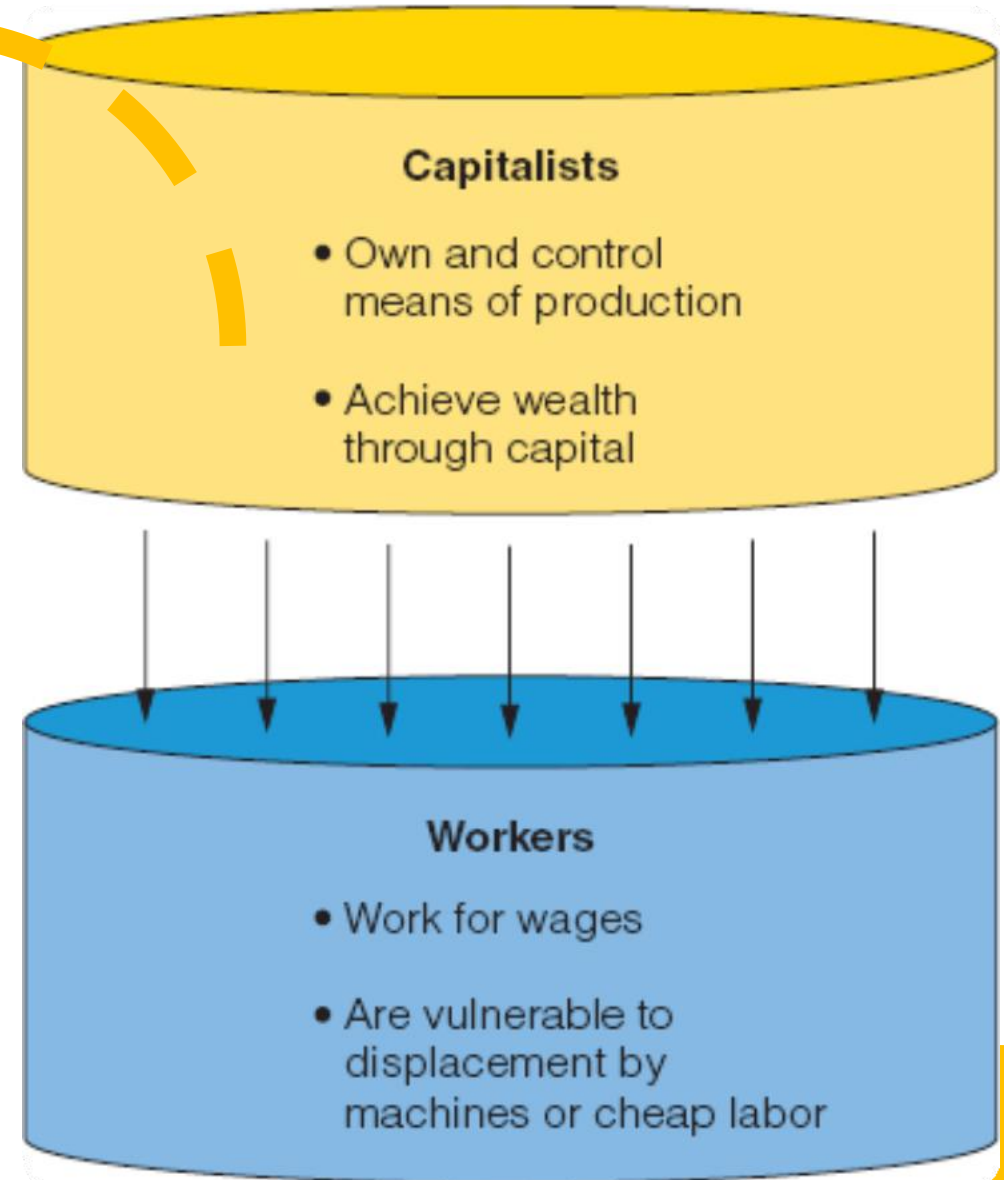 Capitalists
• Own and control
means of production
• Achieve wealth
through capital
Workers
• Work for wages
• Are vulnerable to
displacement by
machines or cheap labor